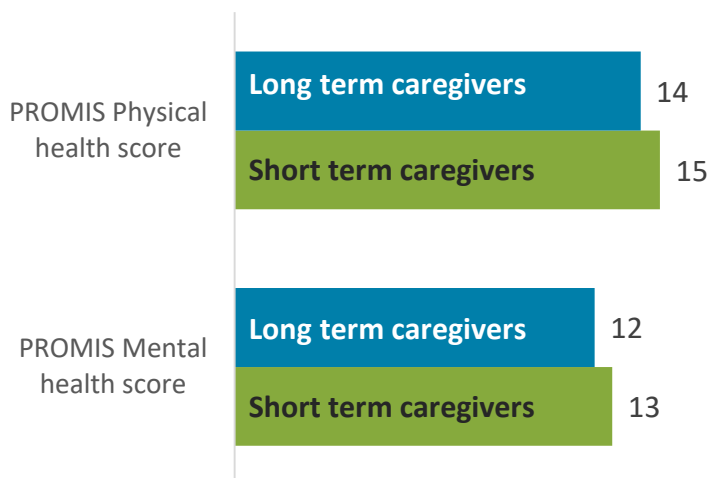 PROMIS Physical
health score
Long term caregivers
14
Short term caregivers
15
PROMIS Mental
health score
Long term caregivers
12
Short term caregivers
13